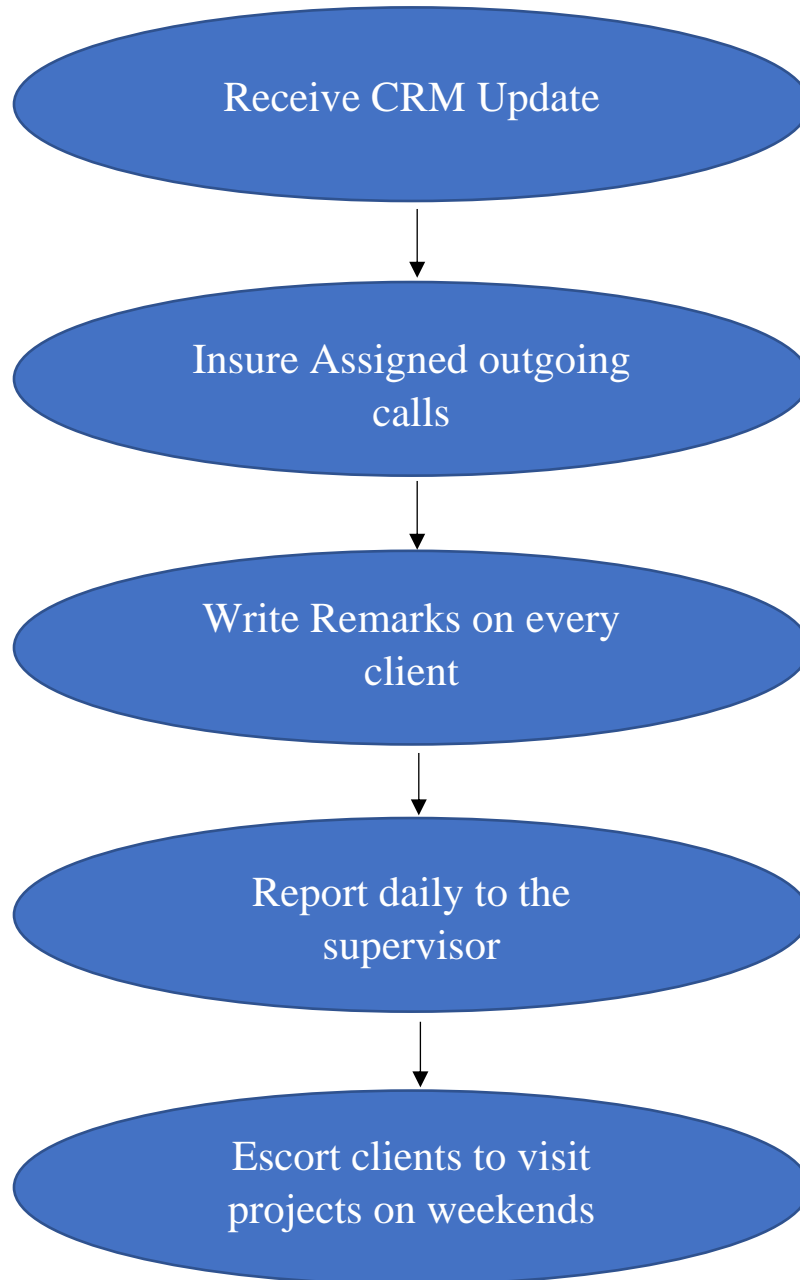 Receive CRM Update
Insure Assigned outgoing
calls
Write Remarks on every
client
Report daily to the
supervisor
Escort clients to visit
projects on weekends